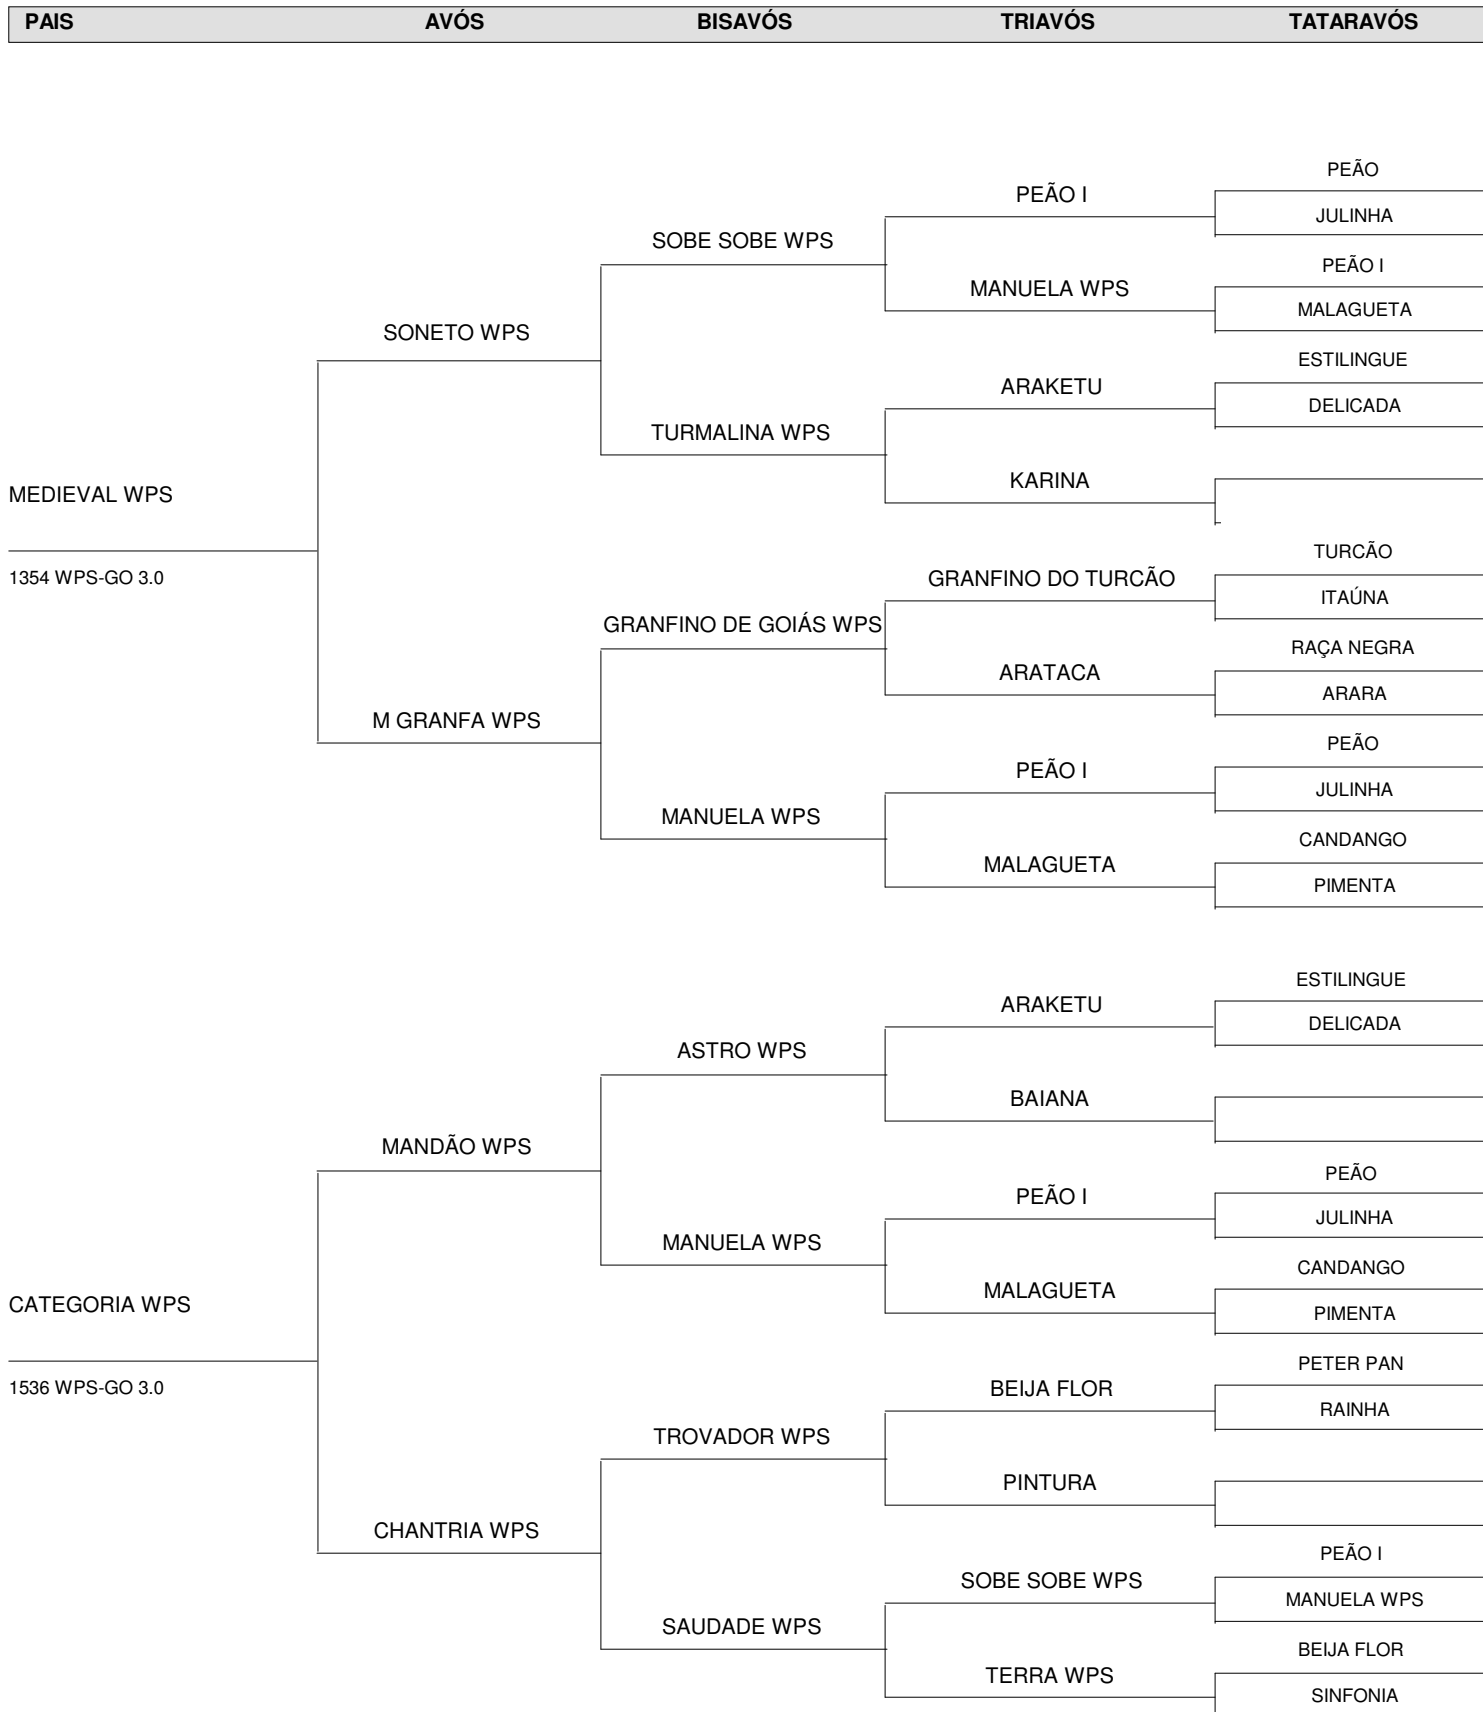 PAIS AVÓS BISAVÓS TRIAVÓS TATARAVÓS
PEÃO
PEÃO I
JULINHA
SOBE SOBE WPS
PEÃO I
MANUELA WPS
MALAGUETA
SONETO WPS
ESTILINGUE
ARAKETU
DELICADA
TURMALINA WPS
KARINA
MEDIEVAL WPS
TURCÃO
1354 WPS-GO 3.0
GRANFINO DO TURCÃO
ITAÚNA
GRANFINO DE GOIÁS WPS
RAÇA NEGRA
ARATACA
ARARA
M GRANFA WPS
PEÃO
PEÃO I
JULINHA
MANUELA WPS
CANDANGO
MALAGUETA
PIMENTA
ESTILINGUE
ARAKETU
DELICADA
ASTRO WPS
BAIANA
MANDÃO WPS
PEÃO
PEÃO I
JULINHA
MANUELA WPS
CANDANGO
MALAGUETA
CATEGORIA WPS
PIMENTA
PETER PAN
1536 WPS-GO 3.0
BEIJA FLOR
RAINHA
TROVADOR WPS
PINTURA
CHANTRIA WPS
PEÃO I
SOBE SOBE WPS
MANUELA WPS
SAUDADE WPS
BEIJA FLOR
TERRA WPS
SINFONIA